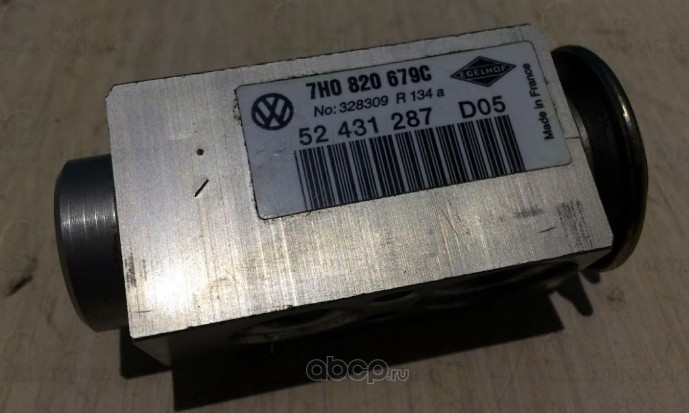 7H0 820 679C
EGELHOF
No: 328309 R 134 a
52 431 287 D05
Made in France
abcp.ru